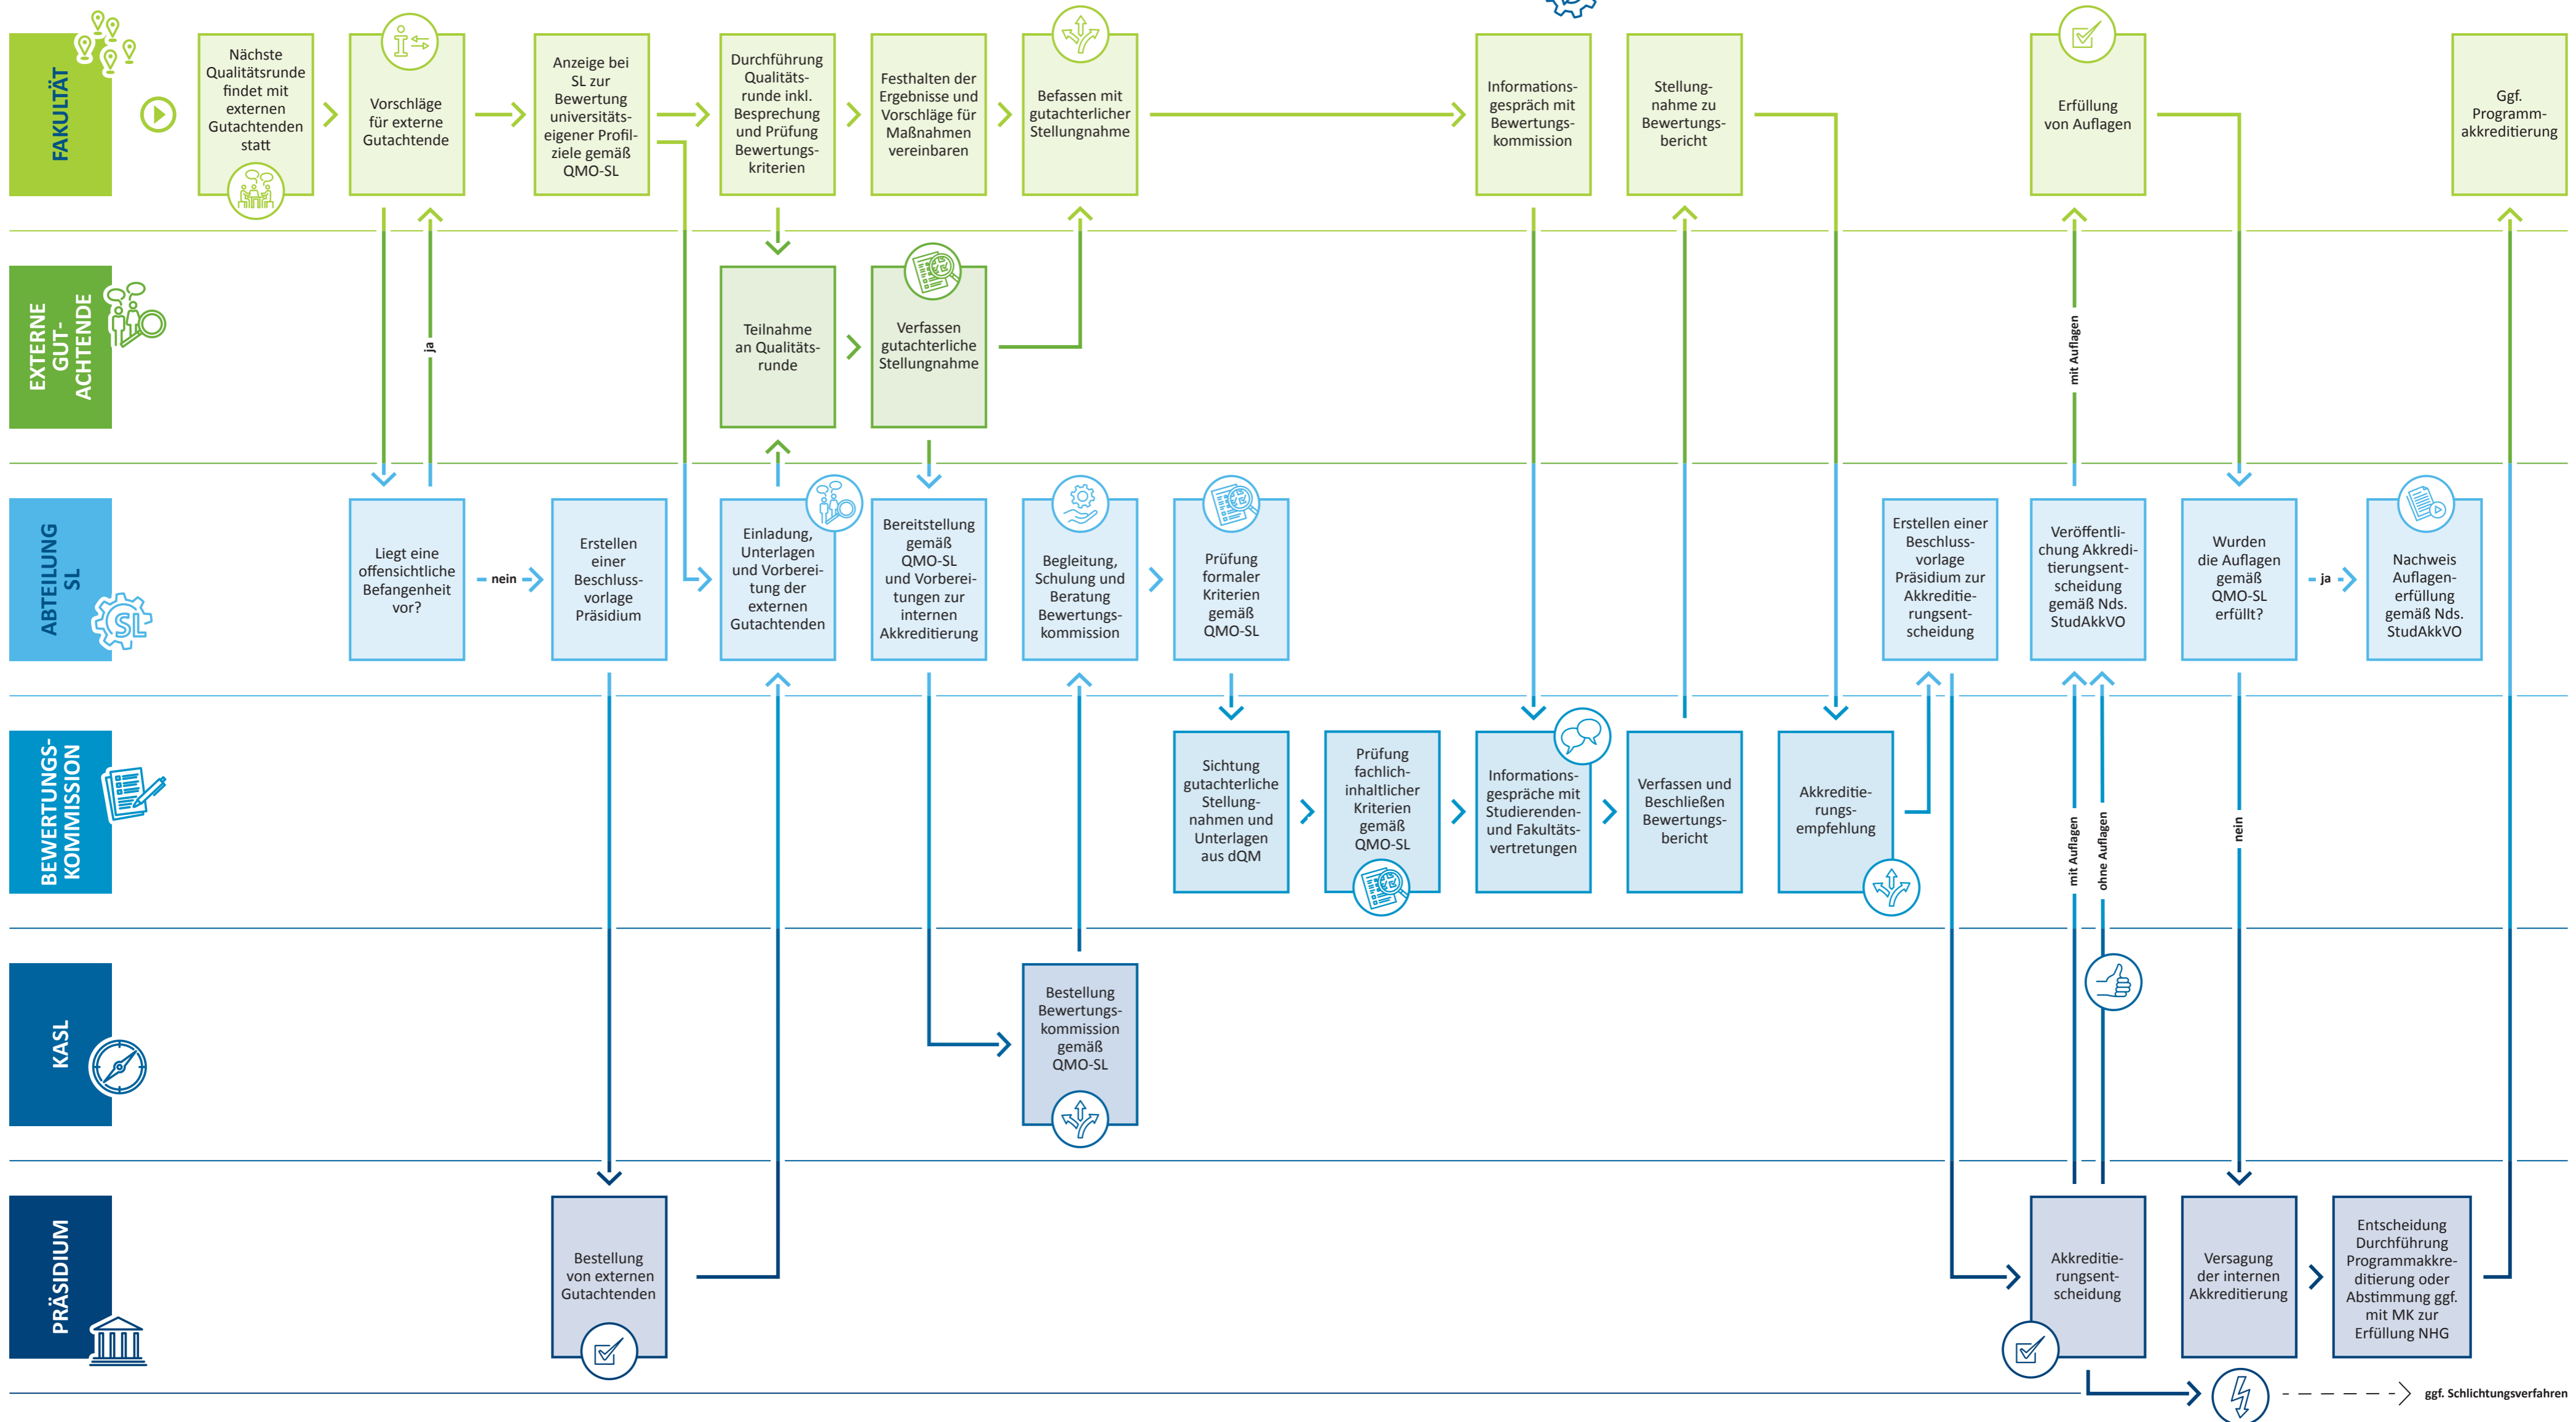 FAKULTÄT
Nächste
Qualitätsrunde
findet mit
externen
Gutachtenden
statt
Vorschläge
für externe
Gutachtende
Anzeige bei
SL zur
Bewertung
universitäts-
eigener Profil-
ziele gemäß
QMO-SL
Durchführung
Qualitäts-
runde inkl.
Besprechung
und Prüfung
Bewertungs-
kriterien
Festhalten der
Ergebnisse und
Vorschläge für
Maßnahmen
vereinbaren
Befassen mit
gutachterlicher
Stellungnahme
Informations-
gespräch mit
Bewertungs-
kommission
Stellung-
nahme zu
Bewertungs-
bericht
Erfüllung
von Auflagen
Ggf.
Programm-
akkreditierung
EXTERNE
GUT-
ACHTENDE
ja
Teilnahme
an Qualitäts-
runde
Verfassen
gutachterliche
Stellungnahme
mit Auflagen
ABTEILUNG
SL
SL
Liegt eine
offensichtliche
Befangenheit
vor?
nein
Erstellen
einer
Beschluss-
vorlage
Präsidium
Einladung,
Unterlagen
und Vorberei-
tung der
externen
Gutachtenden
Bereitstellung
gemäß
QMO-SL
und Vorberei-
tungen zur
internen
Akkreditierung
Begleitung,
Schulung und
Beratung
Bewertungs-
kommission
Prüfung
formaler
Kriterien
gemäß
QMO-SL
Erstellen einer
Beschluss-
vorlage
Präsidium zur
Akkreditie-
rungsent-
scheidung
Veröffentli-
chung Akkredi-
tierungsent-
scheidung
gemäß Nds.
StudAkkVO
Wurden
die Auflagen
gemäß
QMO-SL
erfüllt?
ja
Nachweis
Auflagen-
erfüllung
gemäß Nds.
StudAkkVO
BEWERTUNGS-
KOMMISSION
Sichtung
gutachterliche
Stellung-
nahmen und
Unterlagen
aus dQM
Prüfung
fachlich-
inhaltlicher
Kriterien
gemäß
QMO-SL
Informations-
gespräche mit
Studierenden-
und Fakultäts-
vertretungen
Verfassen und
Beschließen
Bewertungs-
bericht
Akkreditie-
rungs-
empfehlung
mit Auflagen
ohne Auflagen
nein
KASL
Bestellung
Bewertungs-
kommission
gemäß
QMO-SL
PRÄSIDIUM
Bestellung
von externen
Gutachtenden
Akkreditie-
rungsent-
scheidung
Versagung
der internen
Akkreditierung
Entscheidung
Durchführung
Programmakkre-
ditierung oder
Abstimmung ggf.
mit MK zur
Erfüllung NHG
ggf. Schlichtungsverfahren